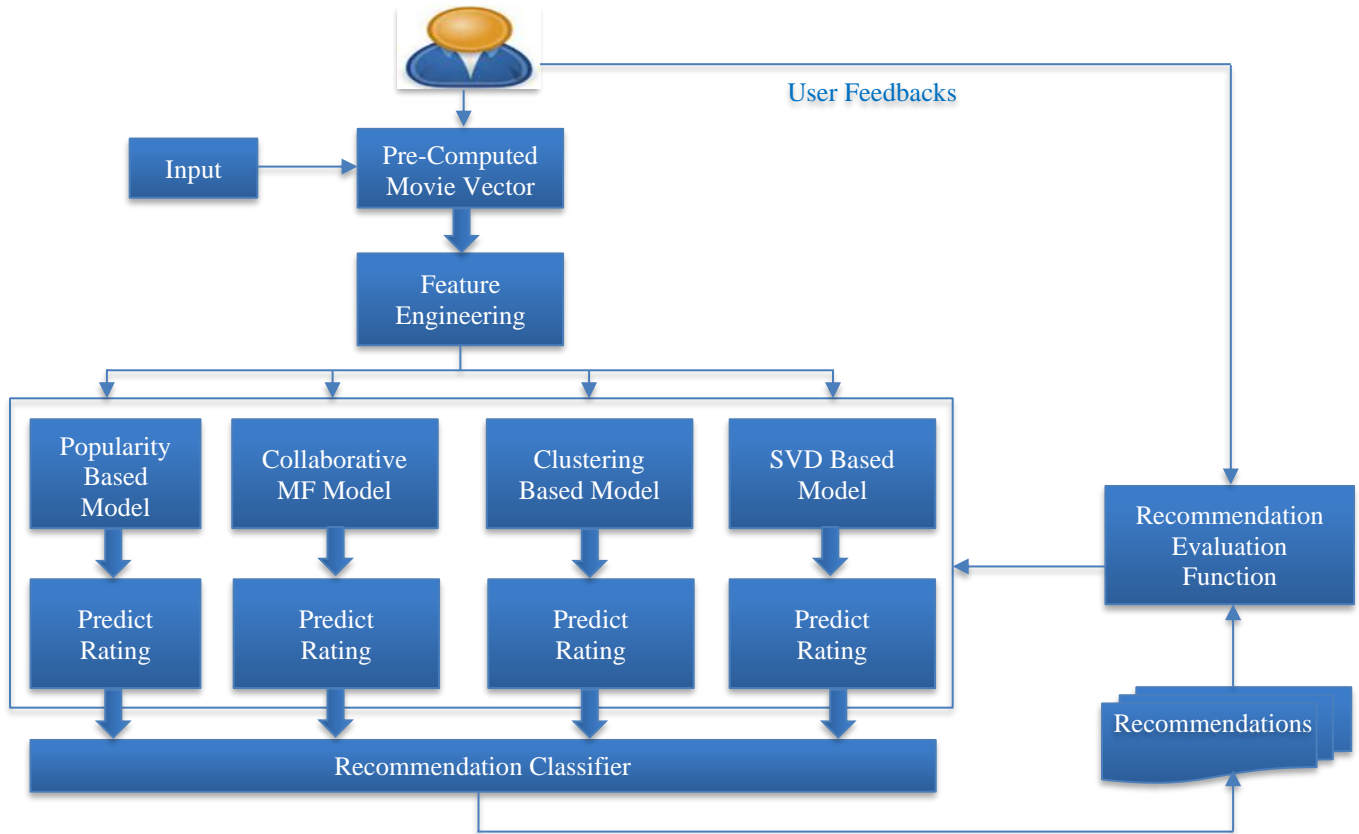 User Feedbacks
Input
Pre-Computed
Movie Vector
Feature
Engineering
Popularity
Based
Model
Collaborative
MF Model
Clustering
Based Model
SVD Based
Model
Predict
Rating
Predict
Rating
Predict
Rating
Predict
Rating
Recommendation
Evaluation
Function
Recommendations
Recommendation Classifier